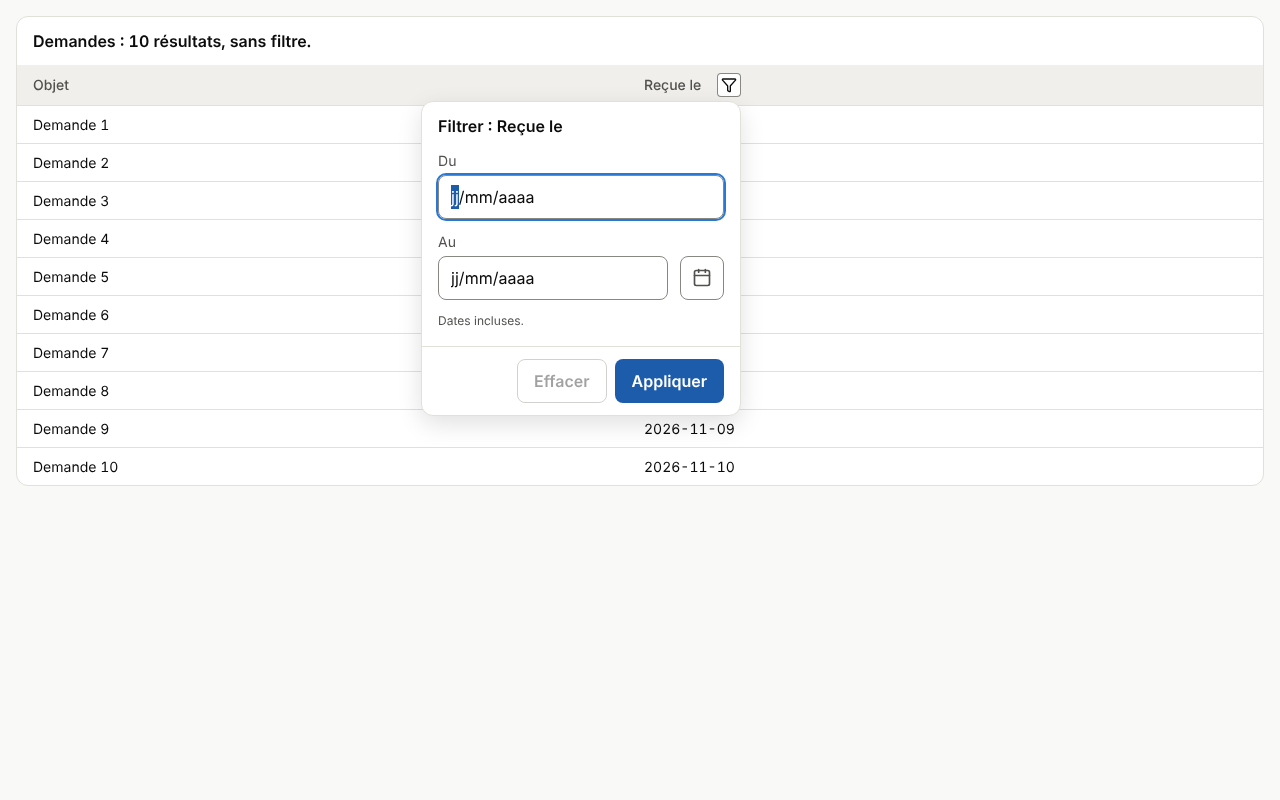 Demandes : 10 résultats, sans filtre.
Objet Reçue le
Demande 1
Demande 2
Demande 3
Demande 4
Demande 5
Demande 6
Demande 7
Demande 8
Demande 9 2026-11-09
Demande 10 2026-11-10
Filtrer : Reçue le
Du
jj/mm/aaaa
Au
jj/mm/aaaa
Dates incluses.
Effacer Appliquer